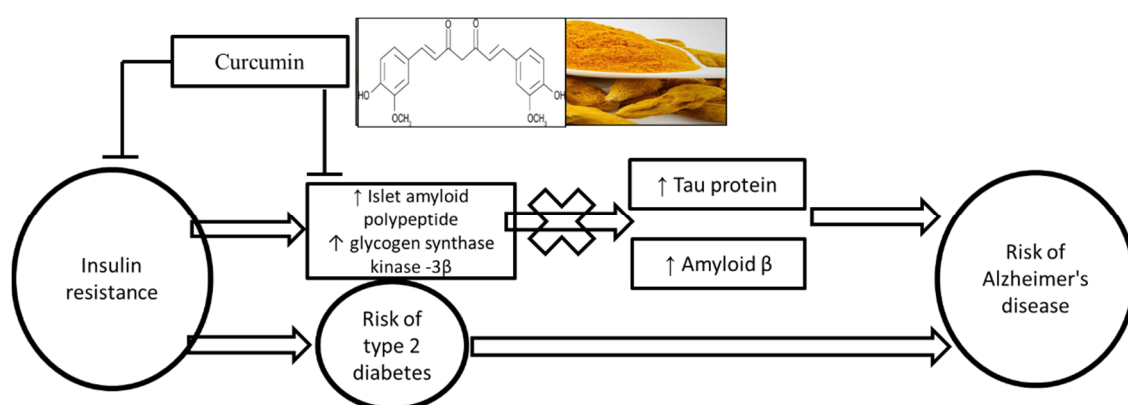 Curcumin
O
O
HO
OCH3
OCH3
OH
↑ Islet amyloid
polypeptide
↑ glycogen synthase
kinase -3β
↑ Tau protein
↑ Amyloid β
Insulin
resistance
Risk of
type 2
diabetes
Risk of
Alzheimer's
disease